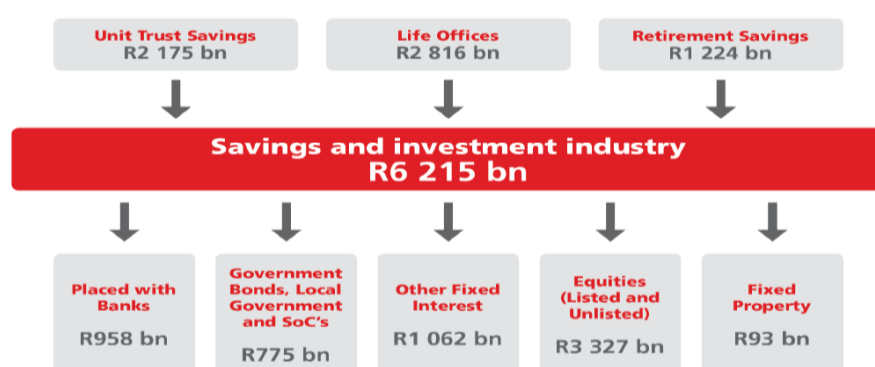 Unit Trust Savings
R2 175 bn
Life Offices
R2 816 bn
Retirement Savings
R1 224 bn
Savings and investment industry
R6 215 bn
Placed with
Banks
R958 bn
Government
Bonds, Local
Government
and SoC's
R775 bn
Other Fixed
Interest
R1 062 bn
Equities
(Listed and
Unlisted)
R3 327 bn
Fixed
Property
R93 bn